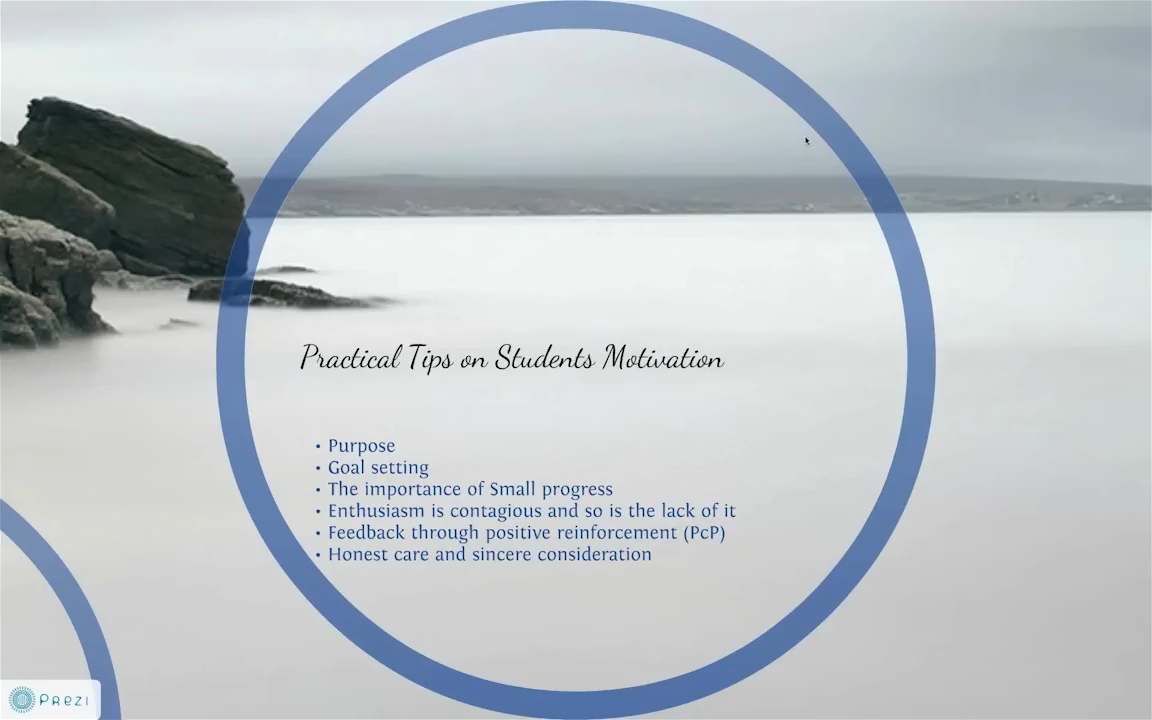 Practical Tips on Students Motivation
• Purpose
• Goal setting
• The importance of Small progress
• Enthusiasm is contagious and so is the lack of it
• Feedback through positive reinforcement (PcP)
• Honest care and sincere consideration
Prezi